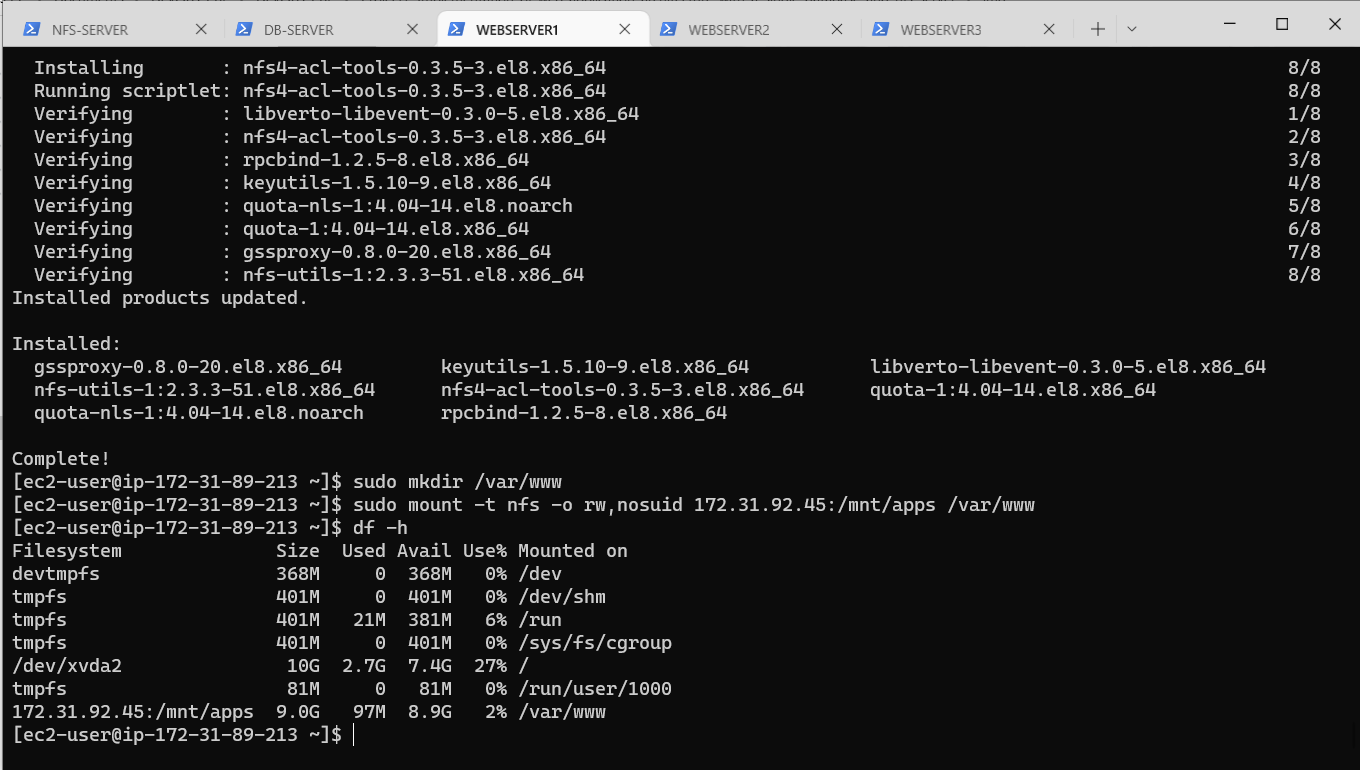 NFS-SERVER DB-SERVER WEBSERVER1 WEBSERVER2 WEBSERVER3
Installing : nfs4-acl-tools-0.3.5-3.el8.x86_64 8/8
Running scriptlet: nfs4-acl-tools-0.3.5-3.el8.x86_64 8/8
Verifying : libverto-libevent-0.3.0-5.el8.x86_64 1/8
Verifying : nfs4-acl-tools-0.3.5-3.el8.x86_64 2/8
Verifying : rpcbind-1.2.5-8.el8.x86_64 3/8
Verifying : keyutils-1.5.10-9.el8.x86_64 4/8
Verifying : quota-nls-1:4.04-14.el8.noarch 5/8
Verifying : quota-1:4.04-14.el8.x86_64 6/8
Verifying : gssproxy-0.8.0-20.el8.x86_64 7/8
Verifying : nfs-utils-1:2.3.3-51.el8.x86_64 8/8
Installed products updated.
Installed:
gssproxy-0.8.0-20.el8.x86_64 keyutils-1.5.10-9.el8.x86_64 libverto-libevent-0.3.0-5.el8.x86_64
nfs-utils-1:2.3.3-51.el8.x86_64 nfs4-acl-tools-0.3.5-3.el8.x86_64 quota-1:4.04-14.el8.x86_64
quota-nls-1:4.04-14.el8.noarch rpcbind-1.2.5-8.el8.x86_64
Complete!
[ec2-user@ip-172-31-89-213 ~]$ sudo mkdir /var/www
[ec2-user@ip-172-31-89-213 ~]$ sudo mount -t nfs -o rw,nosuid 172.31.92.45:/mnt/apps /var/www
[ec2-user@ip-172-31-89-213 ~]$ df -h
Filesystem Size Used Avail Use% Mounted on
devtmpfs 368M 0 368M 0% /dev
tmpfs 401M 0 401M 0% /dev/shm
tmpfs 401M 21M 381M 6% /run
tmpfs 401M 0 401M 0% /sys/fs/cgroup
/dev/xvda2 10G 2.7G 7.4G 27% /
tmpfs 81M 0 81M 0% /run/user/1000
172.31.92.45:/mnt/apps 9.0G 97M 8.9G 2% /var/www
[ec2-user@ip-172-31-89-213 ~]$